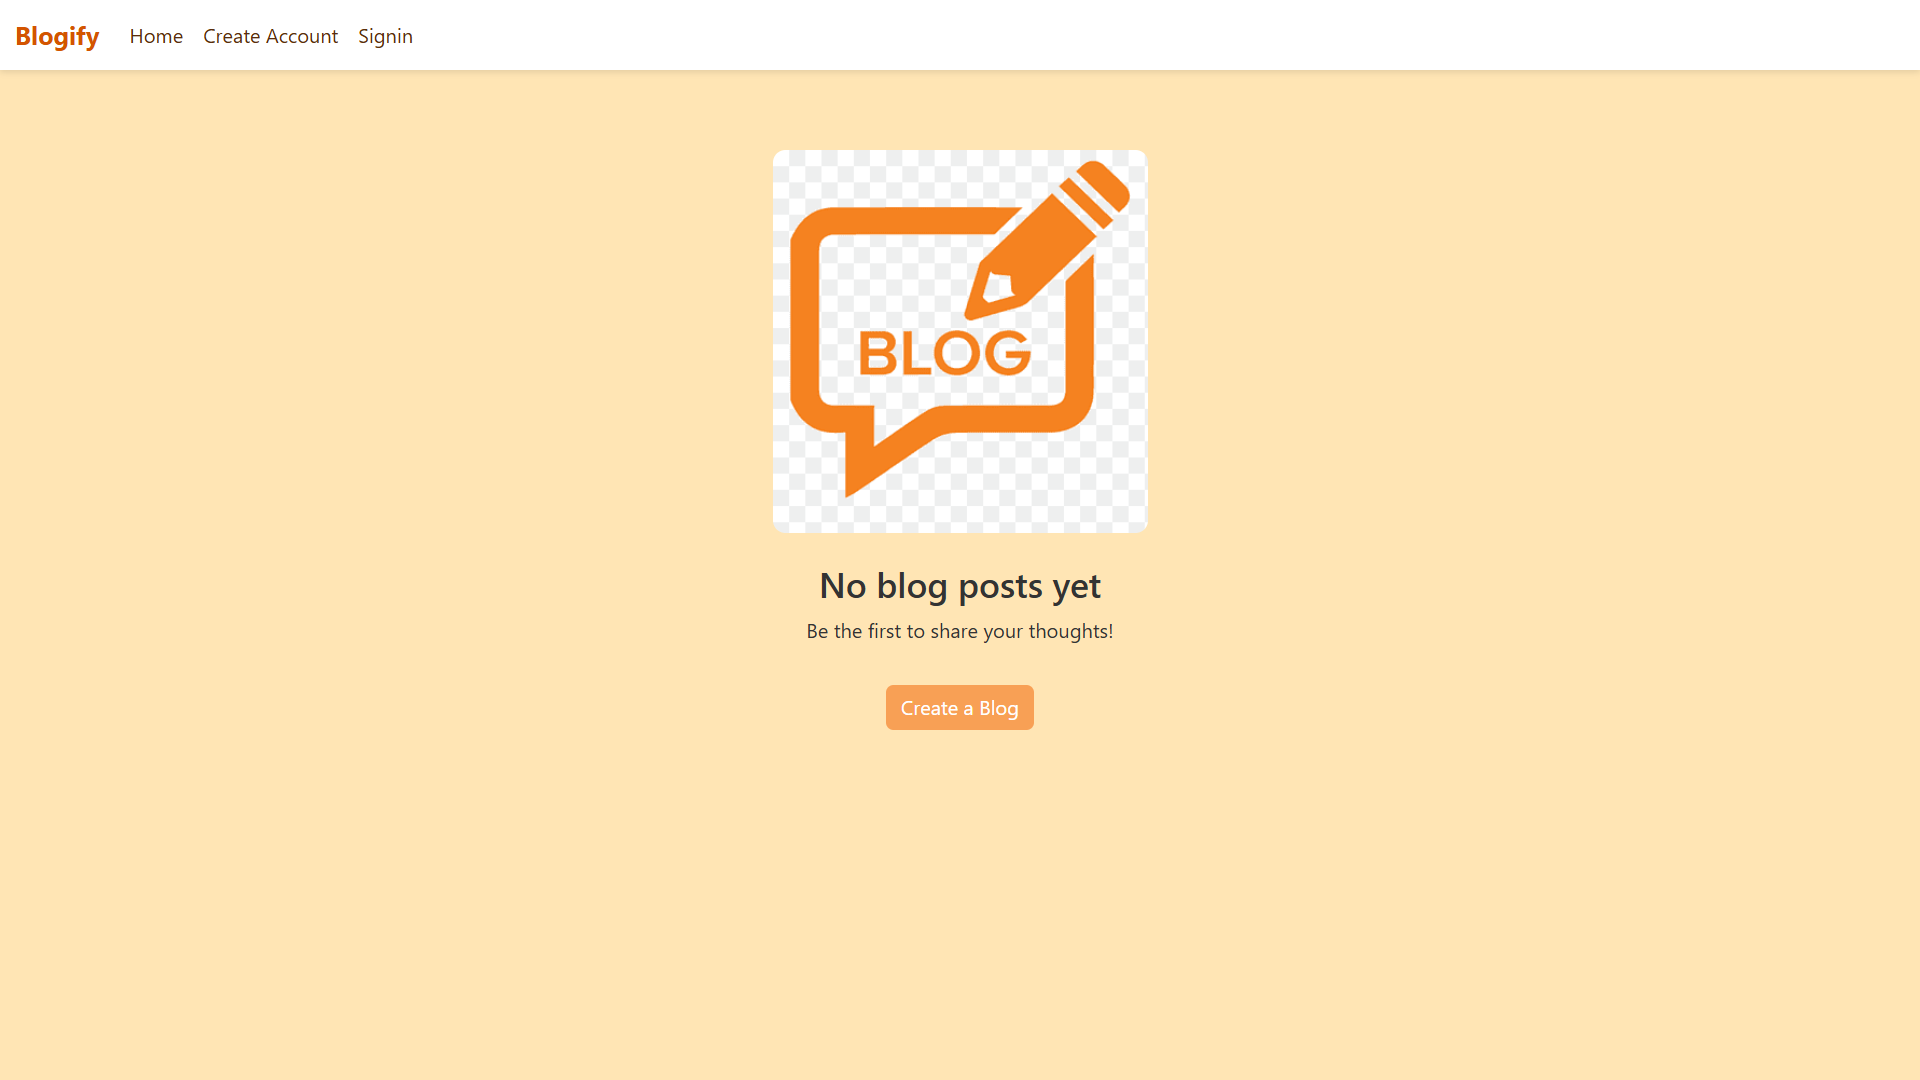 Blogify Home Create Account Signin
BLOG
No blog posts yet
Be the first to share your thoughts!
Create a Blog